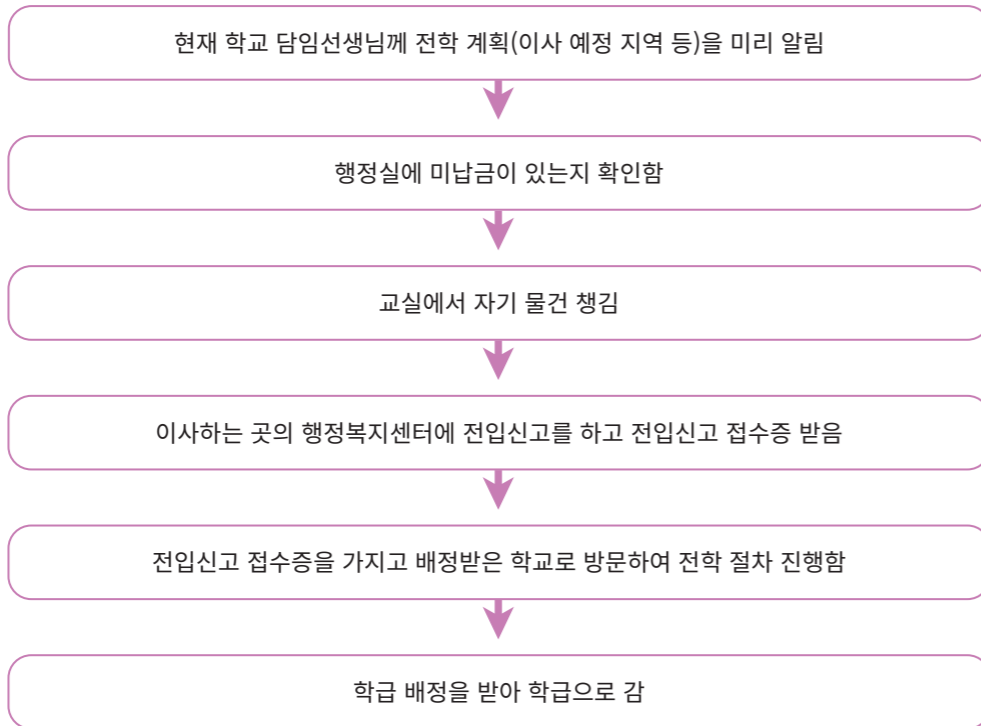 현재 학교 담임선생님께 전학 계획(이사 예정 지역 등)을 미리 알림
행정실에 미납금이 있는지 확인함
교실에서 자기 물건 챙김
이사하는 곳의 행정복지센터에 전입신고를 하고 전입신고 접수증 받음
전입신고 접수증을 가지고 배정받은 학교로 방문하여 전학 절차 진행함
학급 배정을 받아 학급으로 감